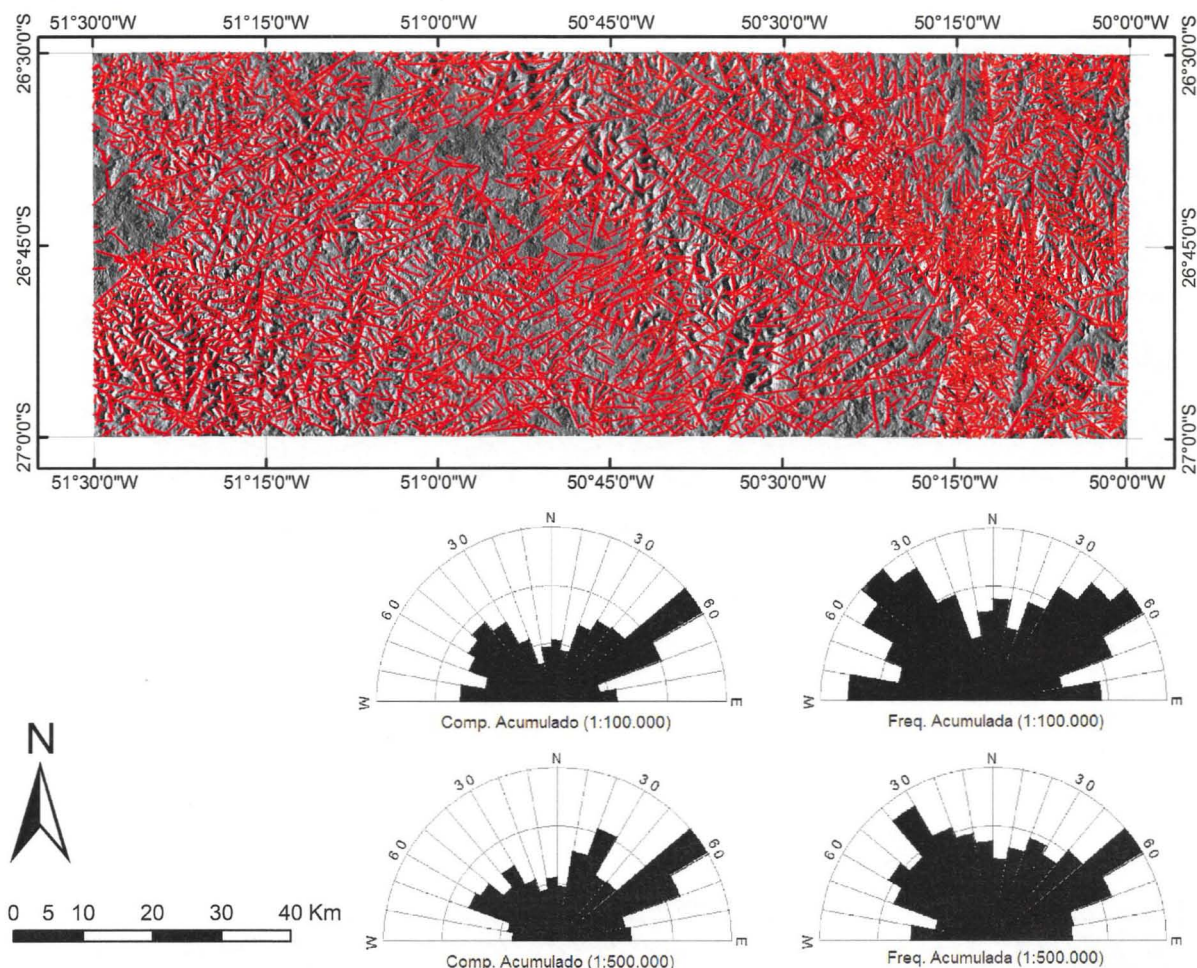 51°30'0"W 51°15'0"W 51°0'0"W 50°45'0"W 50°30'0"W 50°15'0"W 50°0'0"W
26°30'0"S 26°30'0"S
26°45'0"S 26°45'0"S
27°0'0"S 27°0'0"S
51°30'0"W 51°15'0"W 51°0'0"W 50°45'0"W 50°30'0"W 50°15'0"W 50°0'0"W
N
30 30
60 60
W E
Comp. Acumulado (1:100.000)
N
30 30
60 60
W E
Freq. Acumulada (1:100.000)
N
30 30
60 60
W E
Comp. Acumulado (1:500.000)
N
30 30
60 60
W E
Freq. Acumulada (1:500.000)
N
0 5 10 20 30 40 Km